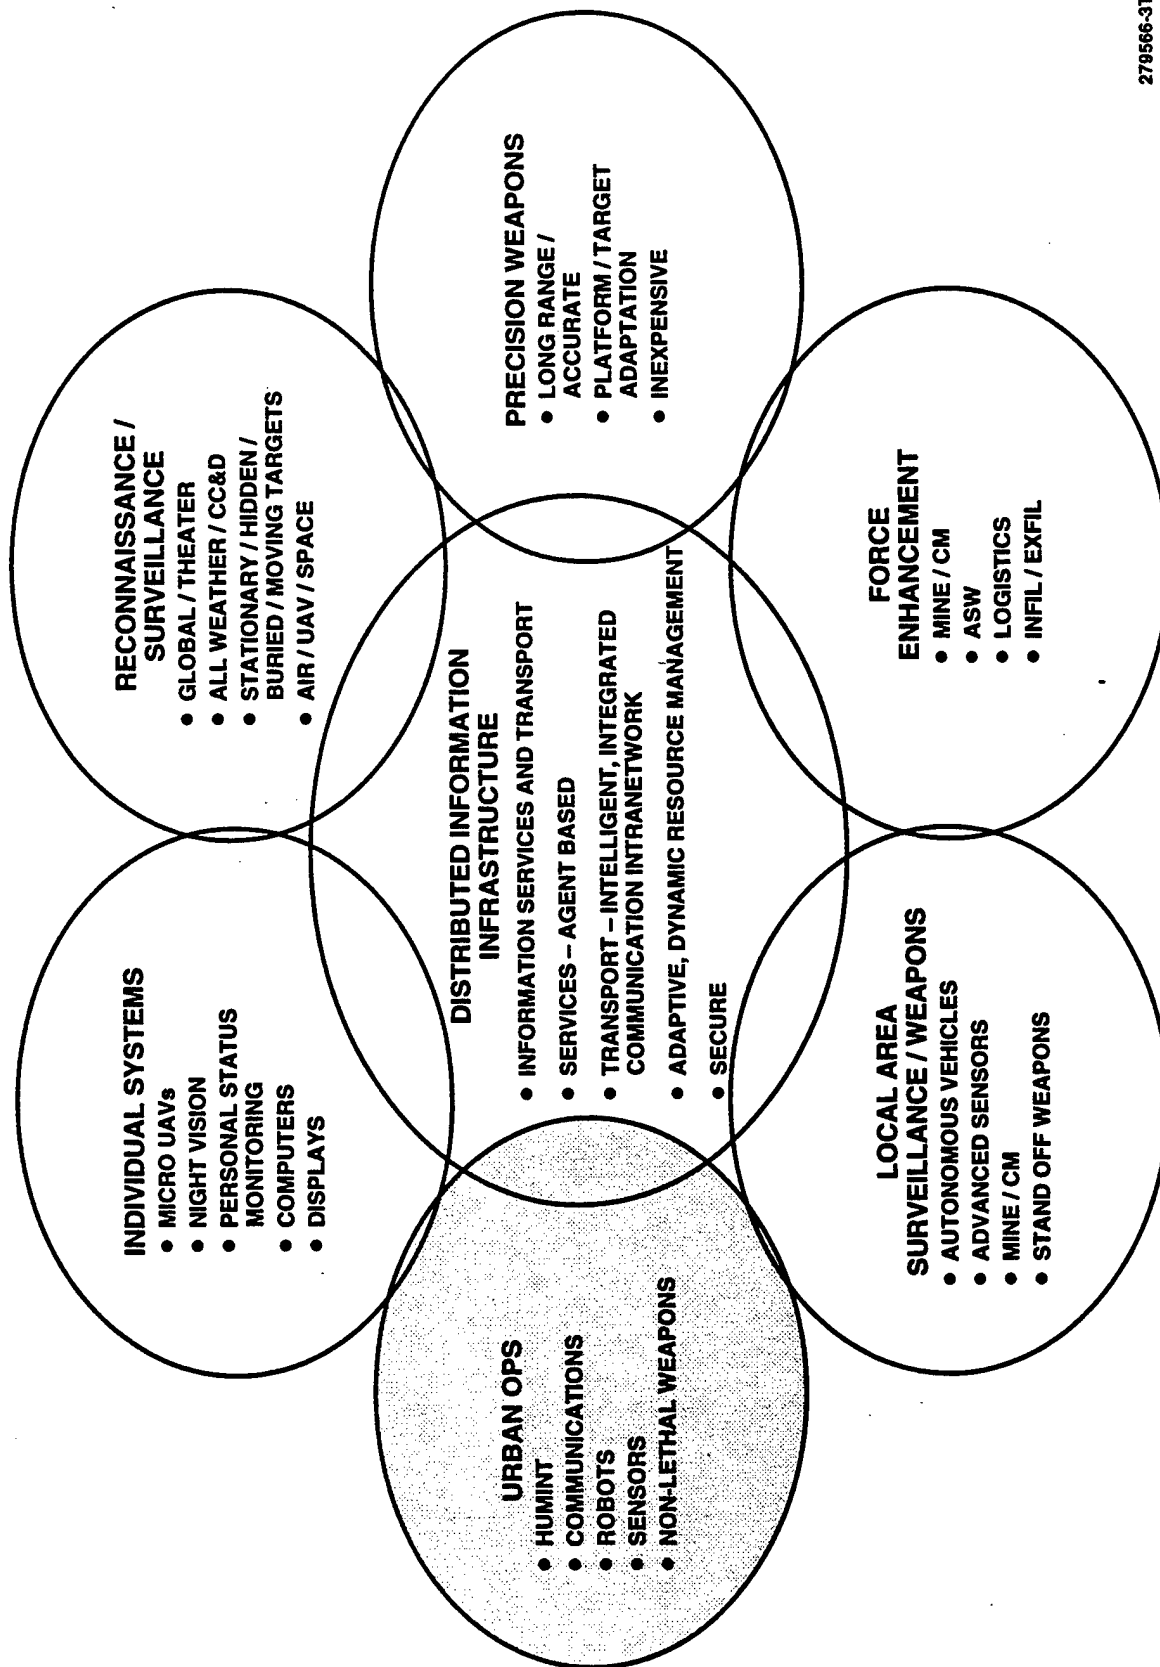 INDIVIDUAL SYSTEMS
● MICRO UAVs
● NIGHT VISION
● PERSONAL STATUS
MONITORING
● COMPUTERS
● DISPLAYS
RECONNAISSANCE /
SURVEILLANCE
● GLOBAL / THEATER
● ALL WEATHER / CC&D
● STATIONARY / HIDDEN /
BURIED / MOVING TARGETS
● AIR / UAV / SPACE
URBAN OPS
● HUMINT
● COMMUNICATIONS
● ROBOTS
● SENSORS
● NON-LETHAL WEAPONS
DISTRIBUTED INFORMATION
INFRASTRUCTURE
● INFORMATION SERVICES AND TRANSPORT
● SERVICES – AGENT BASED
● TRANSPORT – INTELLIGENT, INTEGRATED
COMMUNICATION INTRANETWORK
● ADAPTIVE, DYNAMIC RESOURCE MANAGEMENT
● SECURE
PRECISION WEAPONS
● LONG RANGE /
ACCURATE
● PLATFORM / TARGET
ADAPTATION
● INEXPENSIVE
LOCAL AREA
SURVEILLANCE / WEAPONS
● AUTONOMOUS VEHICLES
● ADVANCED SENSORS
● MINE / CM
● STAND OFF WEAPONS
FORCE
ENHANCEMENT
● MINE / CM
● ASW
● LOGISTICS
● INFIL / EXFIL